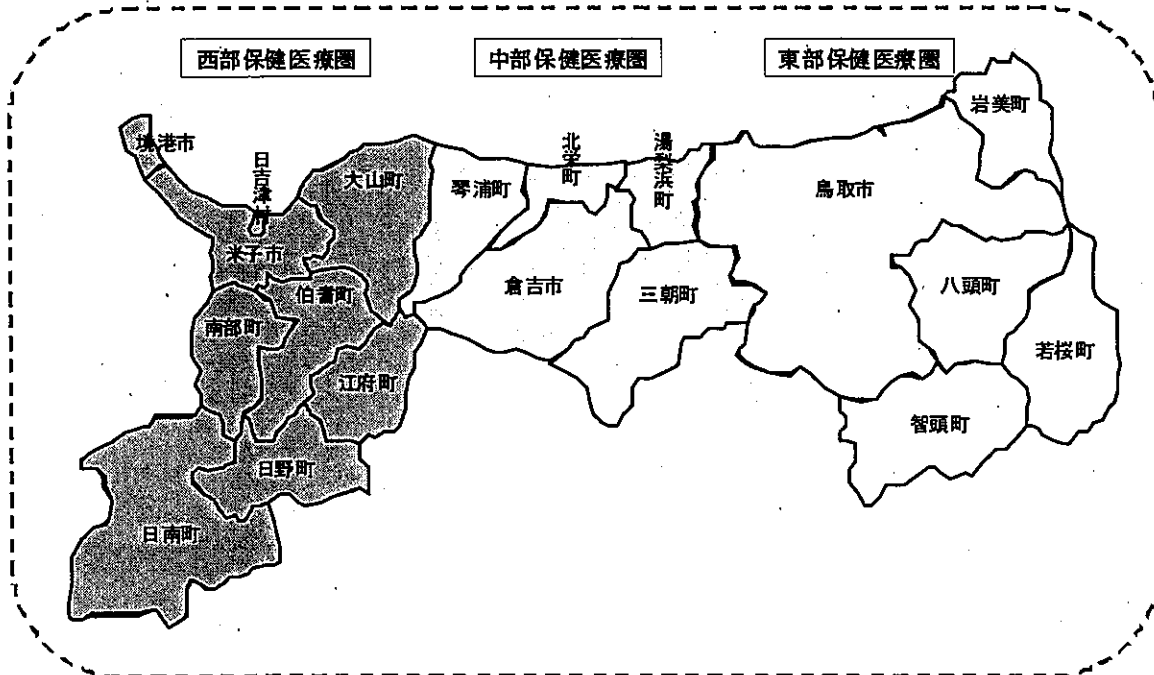 西部保健医療圏
中部保健医療圏
東部保健医療圏
岩美町
境港市
日吉津村
大山町
琴浦町
北栄町
湯梨浜町
鳥取市
米子市
伯耆町
倉吉市
三朝町
八頭町
南部町
若桜町
江府町
智頭町
日野町
日南町